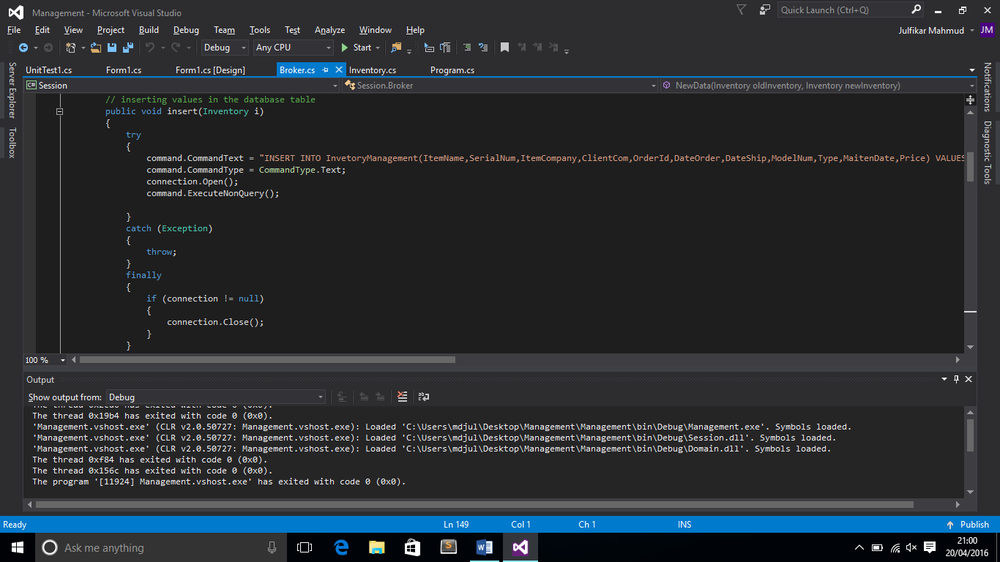 Management - Microsoft Visual Studio
Quick Launch (Ctrl+Q)
File Edit View Project Build Debug Team Tools Test Analyze Window Help
Julfikar Mahmud JM
Debug Any CPU Start
Server Explorer
Toolbox
Notifications
Diagnostic Tools
UnitTest1.cs Form1.cs Form1.cs [Design] Broker.cs Inventory.cs Program.cs
C# Session Session.Broker NewData(Inventory oldInventory, Inventory newInventory)
// inserting values in the database table
public void insert(Inventory i)
{
try
{
command.CommandText = "INSERT INTO InvetoryManagement(ItemName,SerialNum,ItemCompany,ClientCom,OrderId,DateOrder,DateShip,ModelNum,Type,MaitenDate,Price) VALUES
command.CommandType = CommandType.Text;
connection.Open();
command.ExecuteNonQuery();
}
catch (Exception)
{
throw;
}
finally
{
if (connection != null)
{
connection.Close();
}
}
100 %
Output
Show output from: Debug
has exited with code 0 (0x0).
The thread 0x19b4 has exited with code 0 (0x0).
'Management.vshost.exe' (CLR v2.0.50727: Management.vshost.exe): Loaded 'C:\Users\mdjul\Desktop\Management\Management\bin\Debug\Management.exe'. Symbols loaded.
'Management.vshost.exe' (CLR v2.0.50727: Management.vshost.exe): Loaded 'C:\Users\mdjul\Desktop\Management\Management\bin\Debug\Session.dll'. Symbols loaded.
'Management.vshost.exe' (CLR v2.0.50727: Management.vshost.exe): Loaded 'C:\Users\mdjul\Desktop\Management\Management\bin\Debug\Domain.dll'. Symbols loaded.
The thread 0xf84 has exited with code 0 (0x0).
The thread 0x156c has exited with code 0 (0x0).
The program '[11924] Management.vshost.exe' has exited with code 0 (0x0).
Ready Ln 149 Col 1 Ch 1 INS Publish
Ask me anything
21:00
20/04/2016